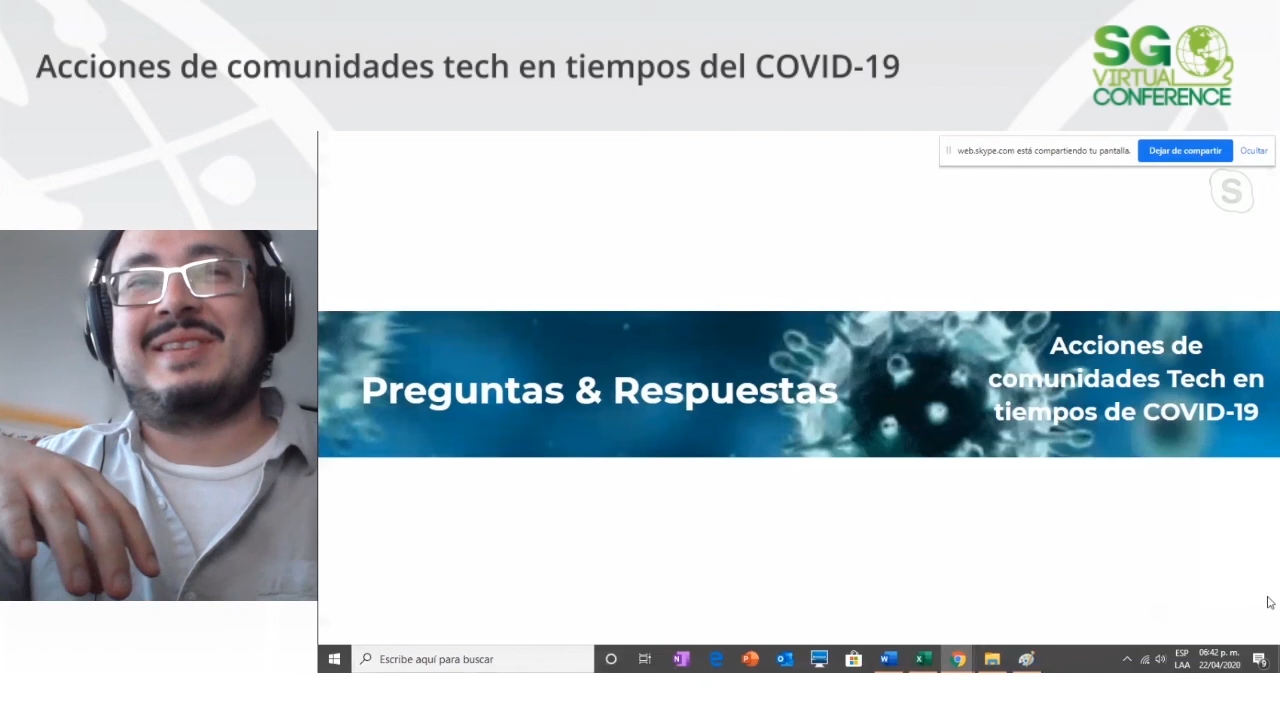 Acciones de comunidades tech en tiempos del COVID-19
SG
VIRTUAL
CONFERENCE
web.skype.com está compartiendo tu pantalla.
Dejar de compartir
Ocultar
S
Preguntas & Respuestas
Acciones de
comunidades Tech en
tiempos de COVID-19
Escribe aquí para buscar
ESP
LAA
06:42 p. m.
22/04/2020
9